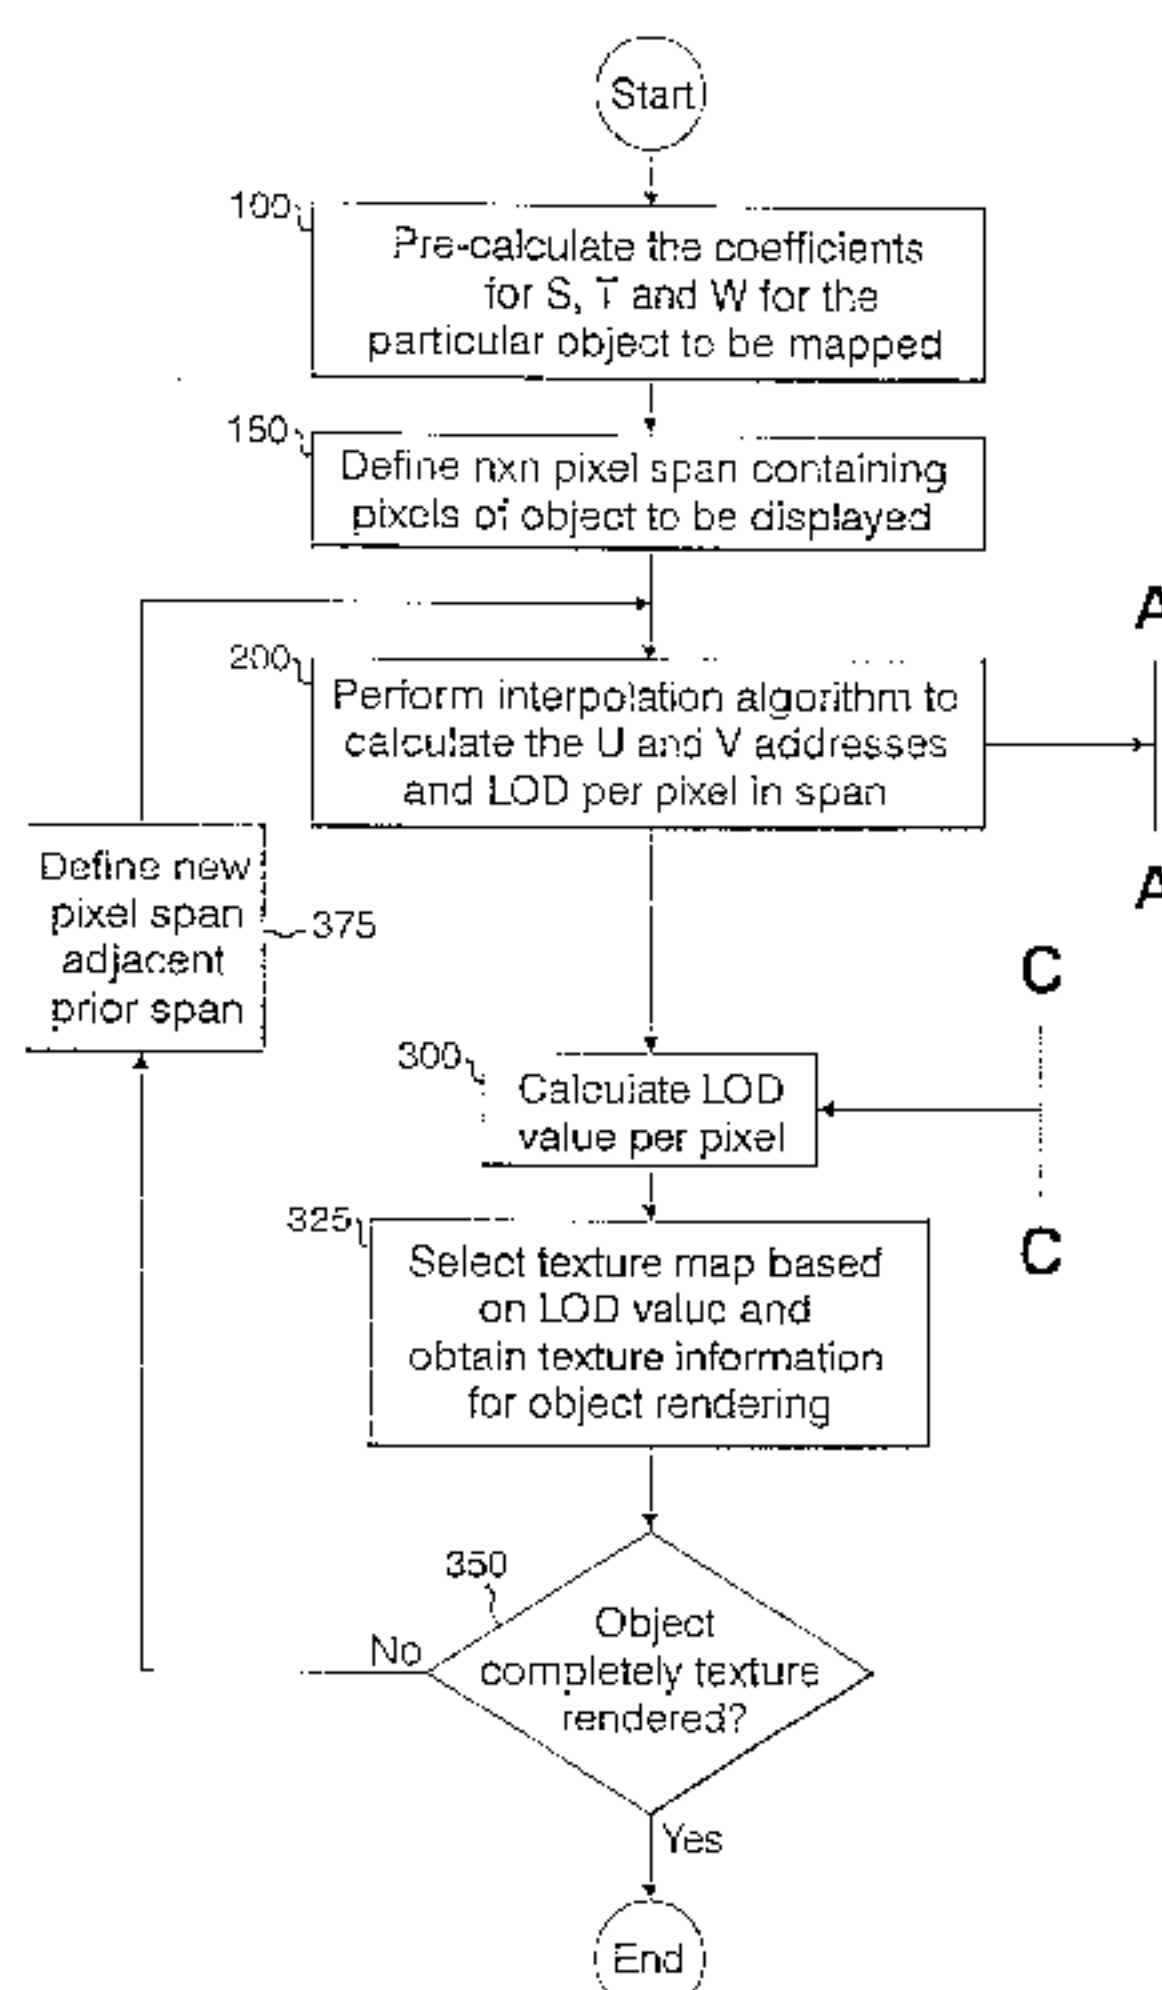 Start
100
Pre-calculate the coefficients
for S, T and W for the
particular object to be mapped
150
Define nxn pixel span containing
pixels of object to be displayed
A
200
Perform interpolation algorithm to
calculate the U and V addresses
and LOD per pixel in span
A
Define new
pixel span
adjacent
prior span
375
C
300
Calculate LOD
value per pixel
C
325
Select texture map based
on LOD value and
obtain texture information
for object rendering
350
Object
completely texture
rendered?
No
Yes
End